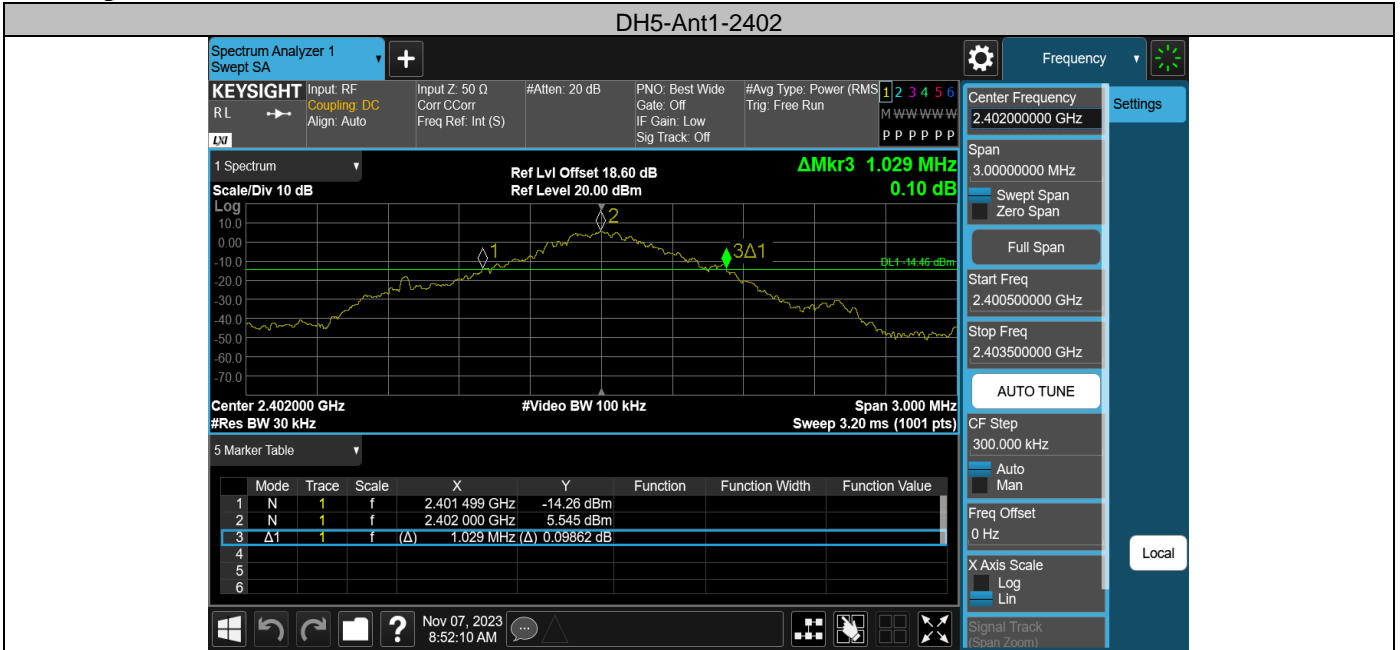 DH5-Ant1-2402
Spectrum Analyzer 1
Swept SA
+
Frequency
KEYSIGHT
R L
LXI
Input: RF
Coupling: DC
Align: Auto
Input Z: 50 Ω
Corr CCorr
Freq Ref: Int (S)
#Atten: 20 dB
PNO: Best Wide
Gate: Off
IF Gain: Low
Sig Track: Off
#Avg Type: Power (RMS
Trig: Free Run
1 2 3 4 5 6
M W W W W W
P P P P P P
1 Spectrum
Scale/Div 10 dB
Ref Lvl Offset 18.60 dB
Ref Level 20.00 dBm
ΔMkr3 1.029 MHz
0.10 dB
Log
10.0
0.00
-10.0
-20.0
-30.0
-40.0
-50.0
-60.0
-70.0
1
2
3Δ1
DL1 -14.46 dBm
Center 2.402000 GHz
#Res BW 30 kHz
#Video BW 100 kHz
Span 3.000 MHz
Sweep 3.20 ms (1001 pts)
5 Marker Table
Mode Trace Scale X Y Function Function Width Function Value
1 N 1 f 2.401 499 GHz -14.26 dBm
2 N 1 f 2.402 000 GHz 5.545 dBm
3 Δ1 1 f (Δ) 1.029 MHz (Δ) 0.09862 dB
4
5
6
?
Nov 07, 2023
8:52:10 AM
Center Frequency
2.402000000 GHz
Settings
Span
3.00000000 MHz
Swept Span
Zero Span
Full Span
Start Freq
2.400500000 GHz
Stop Freq
2.403500000 GHz
AUTO TUNE
CF Step
300.000 kHz
Auto
Man
Freq Offset
0 Hz
X Axis Scale
Log
Lin
Local
Signal Track
(Span Zoom)